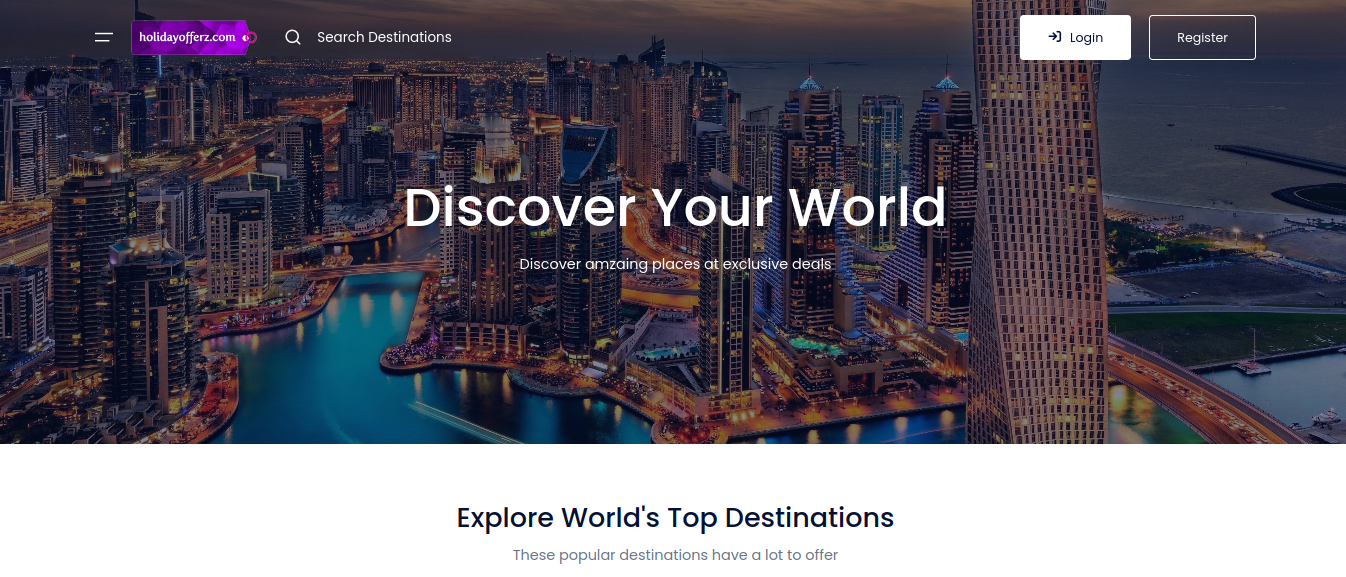 holidayofferz.com
Search Destinations
Login
Register
Discover Your World
Discover amzaing places at exclusive deals
Explore World's Top Destinations
These popular destinations have a lot to offer